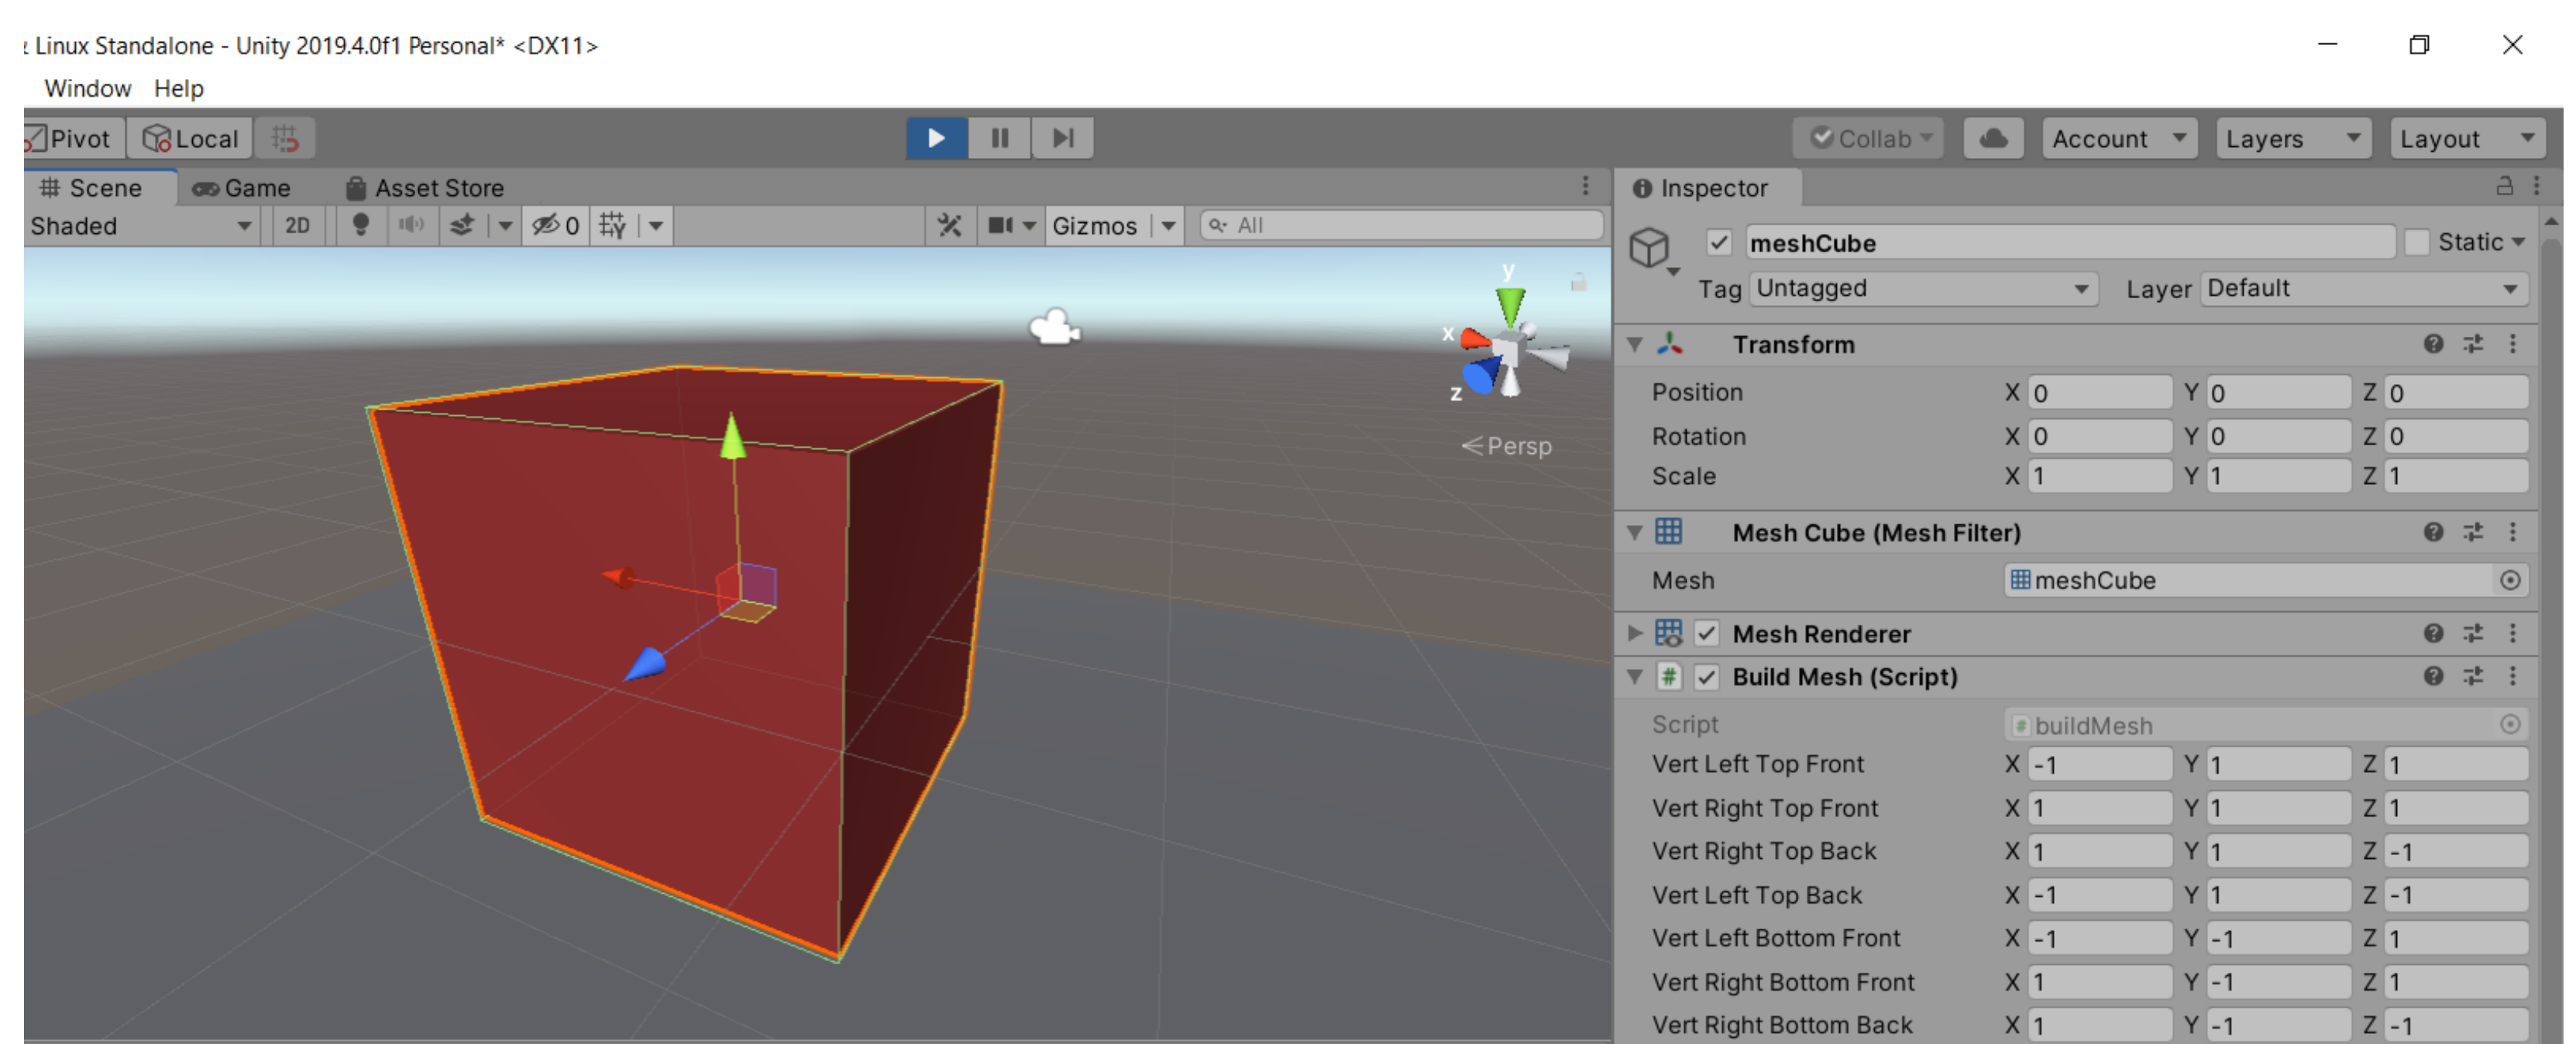 Linux Standalone - Unity 2019.4.0f1 Personal* <DX11>
Window Help
Pivot Local Collab Account Layers Layout
Scene Game Asset Store
Shaded 2D 0 Gizmos All
y
x
z
Persp
Inspector
meshCube Static
Tag Untagged Layer Default
Transform
Position X 0 Y 0 Z 0
Rotation X 0 Y 0 Z 0
Scale X 1 Y 1 Z 1
Mesh Cube (Mesh Filter)
Mesh meshCube
Mesh Renderer
# Build Mesh (Script)
Script # buildMesh
Vert Left Top Front X -1 Y 1 Z 1
Vert Right Top Front X 1 Y 1 Z 1
Vert Right Top Back X 1 Y 1 Z -1
Vert Left Top Back X -1 Y 1 Z -1
Vert Left Bottom Front X -1 Y -1 Z 1
Vert Right Bottom Front X 1 Y -1 Z 1
Vert Right Bottom Back X 1 Y -1 Z -1